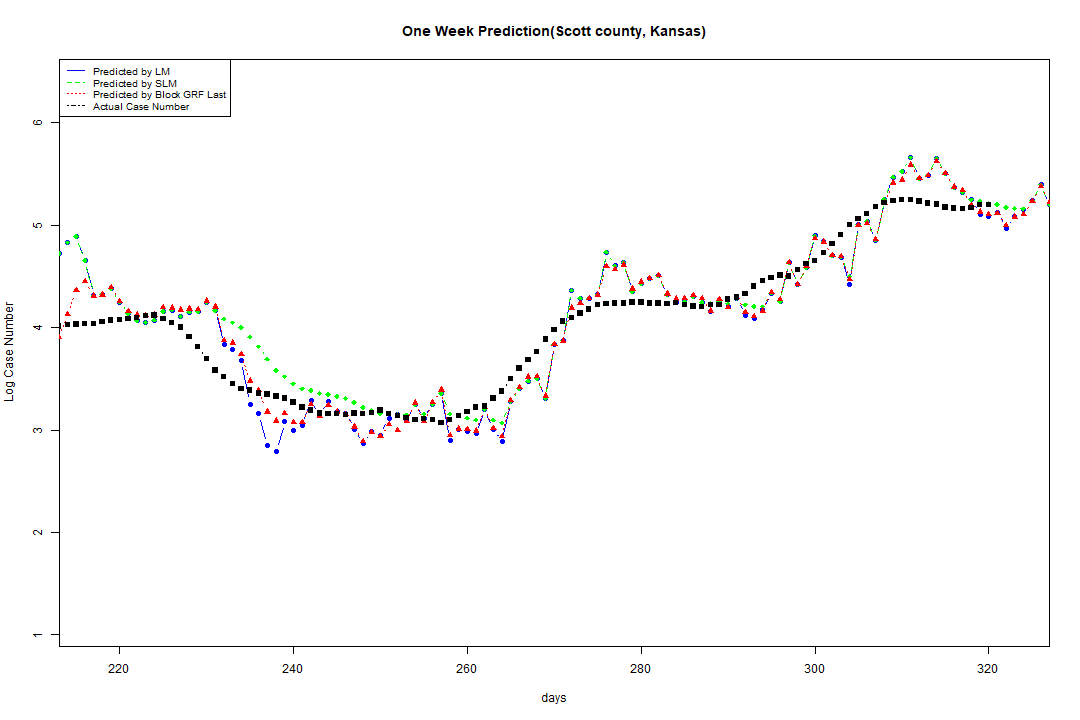 One Week Prediction(Scott county, Kansas)
Predicted by LM
Predicted by SLM
Predicted by Block GRF Last
Actual Case Number
Log Case Number
6
5
4
3
2
1
220 240 260 280 300 320
days